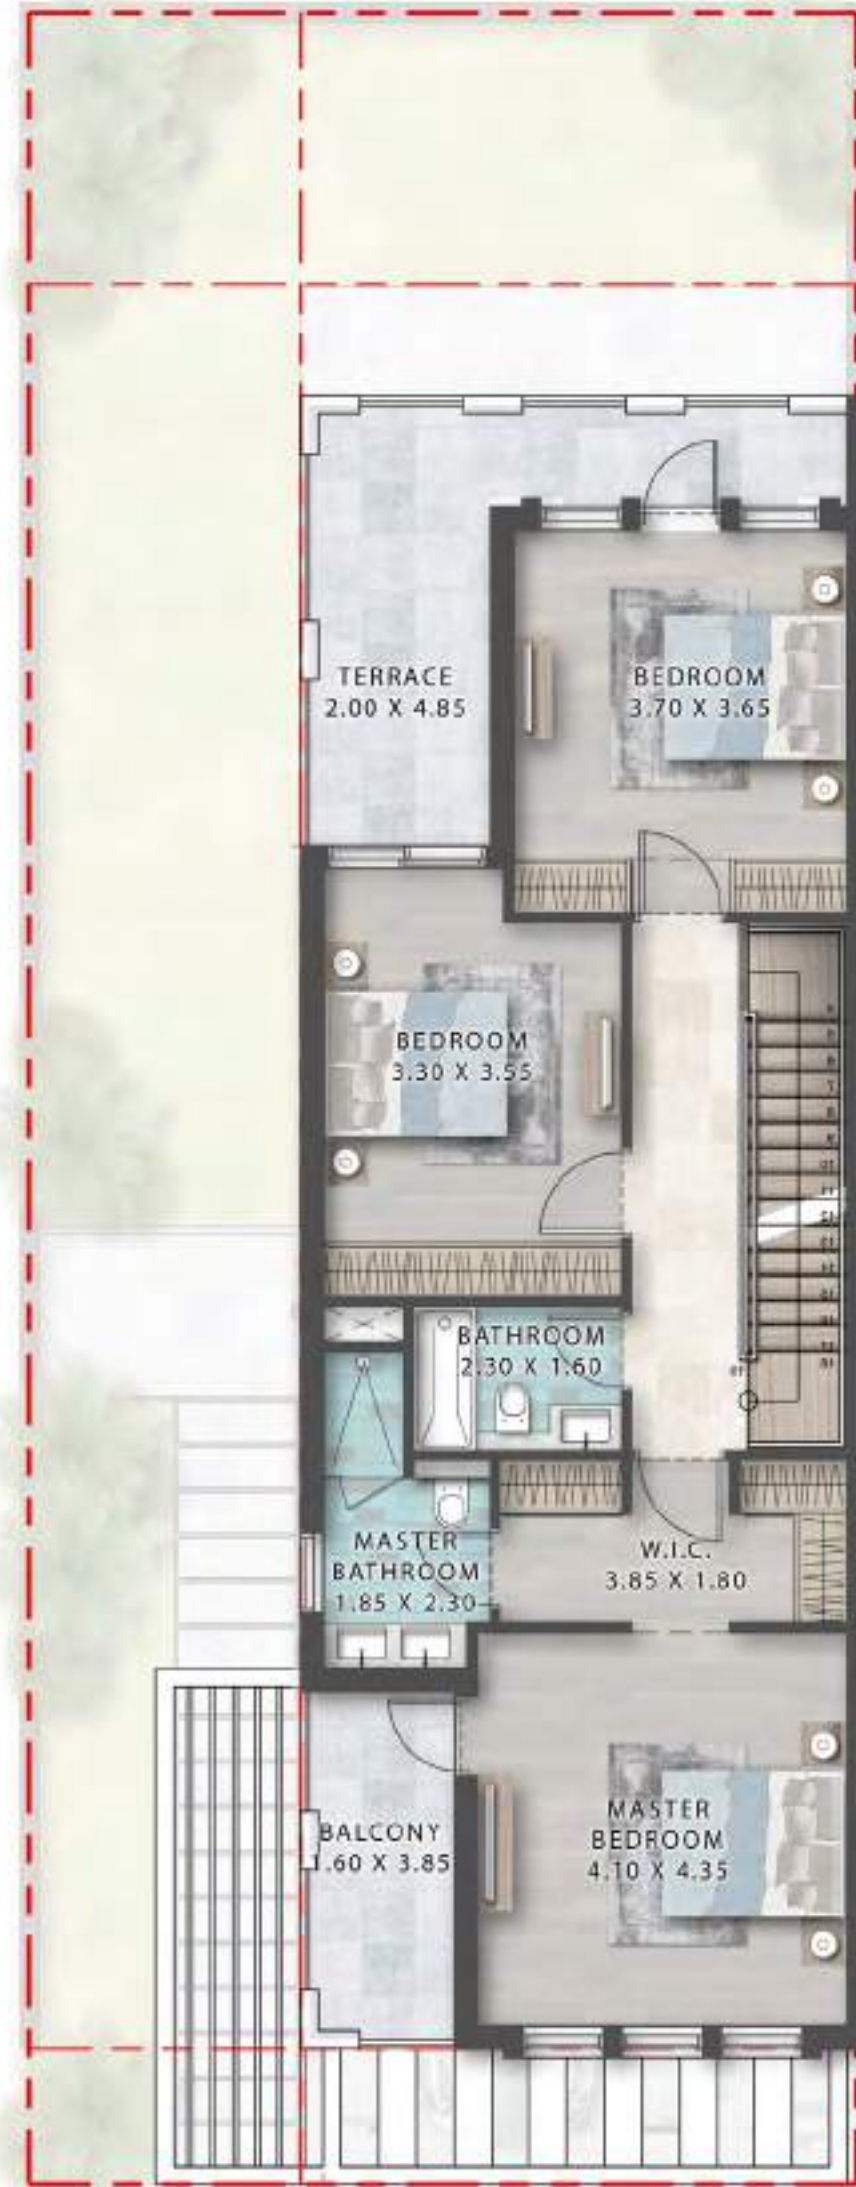 TERRACE
2.00 X 4.85
BEDROOM
3.70 X 3.65
BEDROOM
3.30 X 3.55
BATHROOM
2.30 X 1.60
MASTER
BATHROOM
1.85 X 2.30
W.I.C.
3.85 X 1.80
BALCONY
1.60 X 3.85
MASTER
BEDROOM
4.10 X 4.35